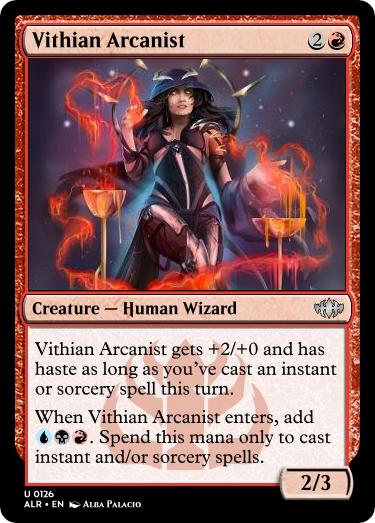 Vithian Arcanist 2
Creature — Human Wizard
Vithian Arcanist gets +2/+0 and has
haste as long as you've cast an instant
or sorcery spell this turn.
When Vithian Arcanist enters, add
. Spend this mana only to cast
instant and/or sorcery spells.
2/3
U 0126
ALR • EN Alba Palacio